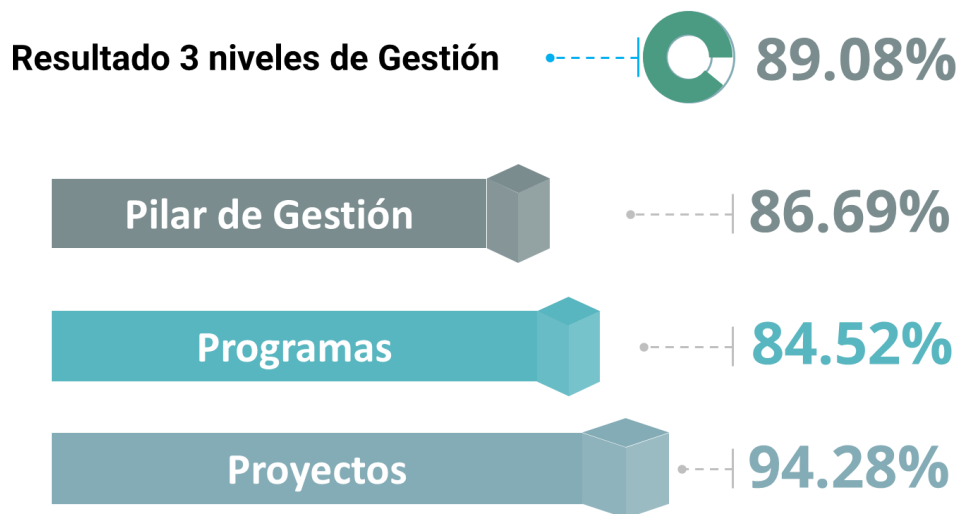 Resultado 3 niveles de Gestión 89.08%
Pilar de Gestión 86.69%
Programas 84.52%
Proyectos 94.28%